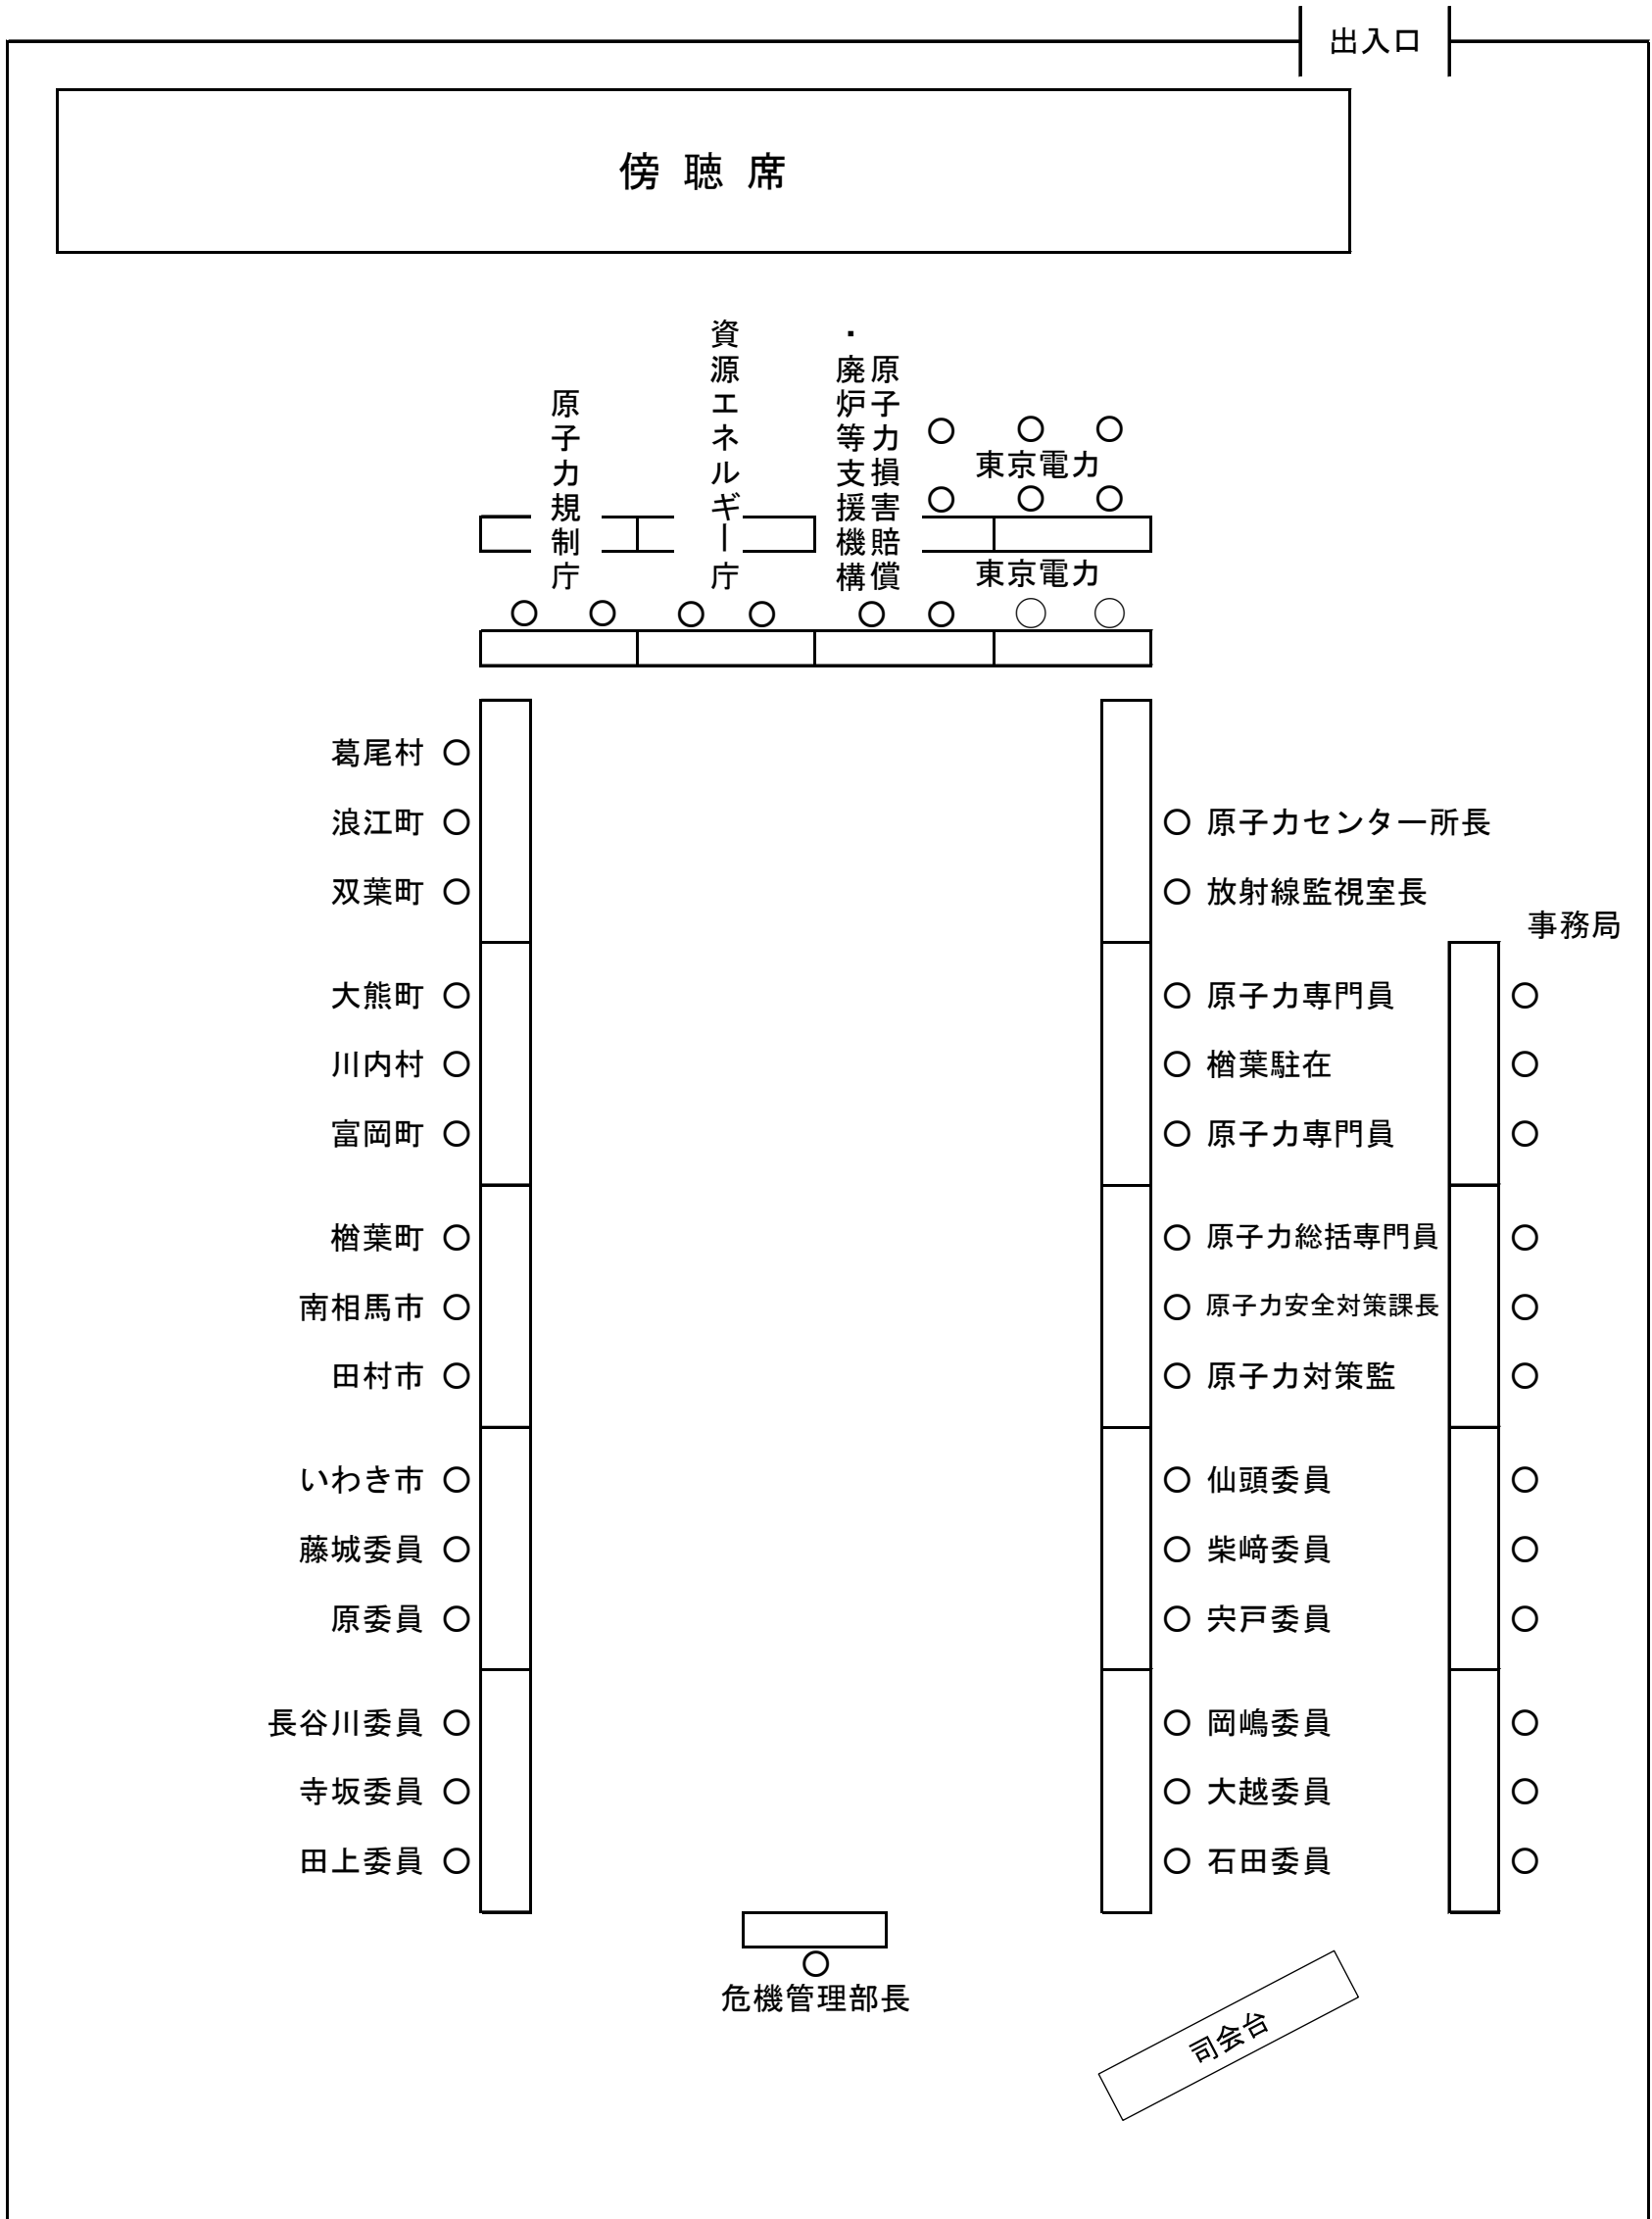 出入口
傍聴席
原子力規制庁
資源エネルギー庁
原子力損害賠償
・廃炉等支援機構
東京電力
東京電力
葛尾村
浪江町
双葉町
大熊町
川内村
富岡町
楢葉町
南相馬市
田村市
いわき市
藤城委員
原委員
長谷川委員
寺坂委員
田上委員
原子力センター所長
放射線監視室長
原子力専門員
楢葉駐在
原子力専門員
原子力総括専門員
原子力安全対策課長
原子力対策監
仙頭委員
柴﨑委員
宍戸委員
岡嶋委員
大越委員
石田委員
事務局
危機管理部長
司会台